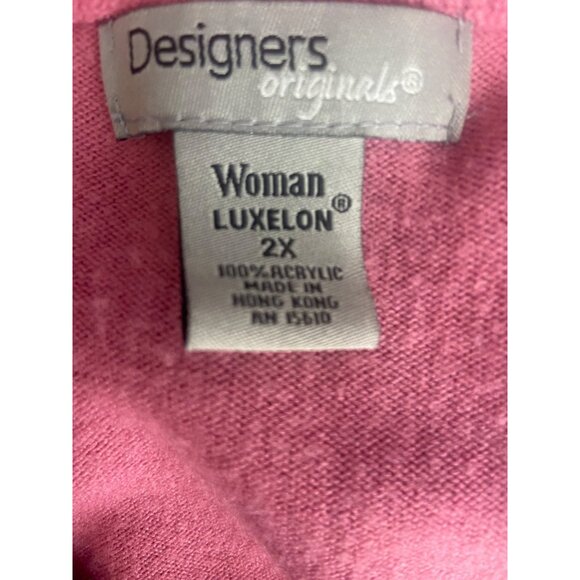 Designers
originals®
Woman
LUXELON®
2X
100% ACRYLIC
MADE IN
HONG KONG
RN 15610